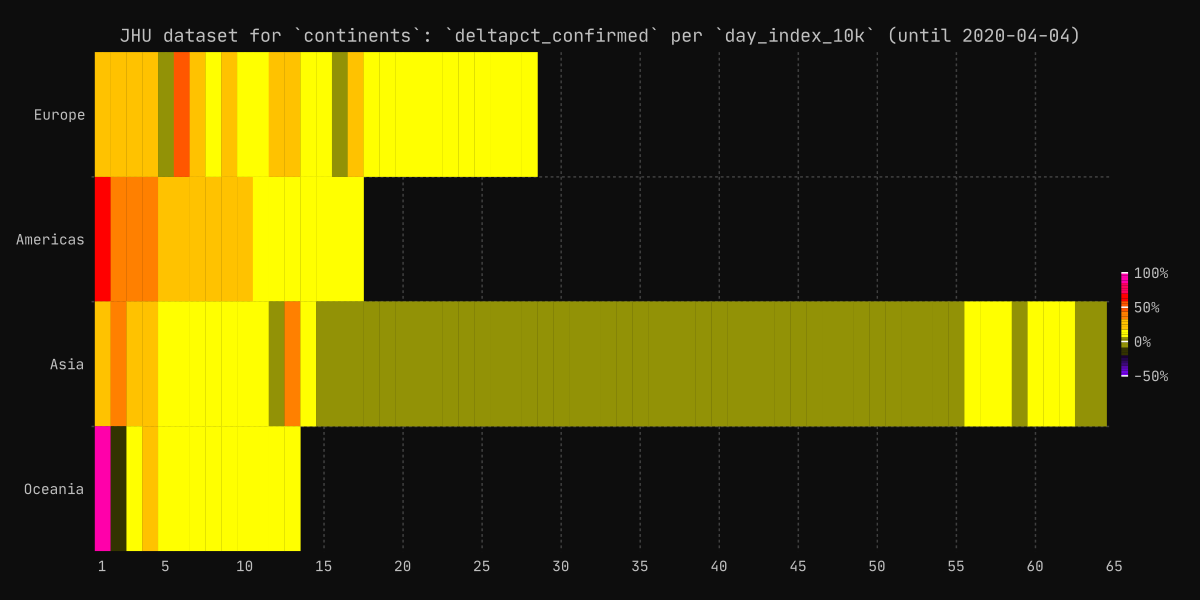 JHU dataset for `continents`: `deltapct_confirmed` per `day_index_10k` (until 2020-04-04)
Europe
Americas
Asia
Oceania
100%
50%
0%
-50%
1 5 10 15 20 25 30 35 40 45 50 55 60 65